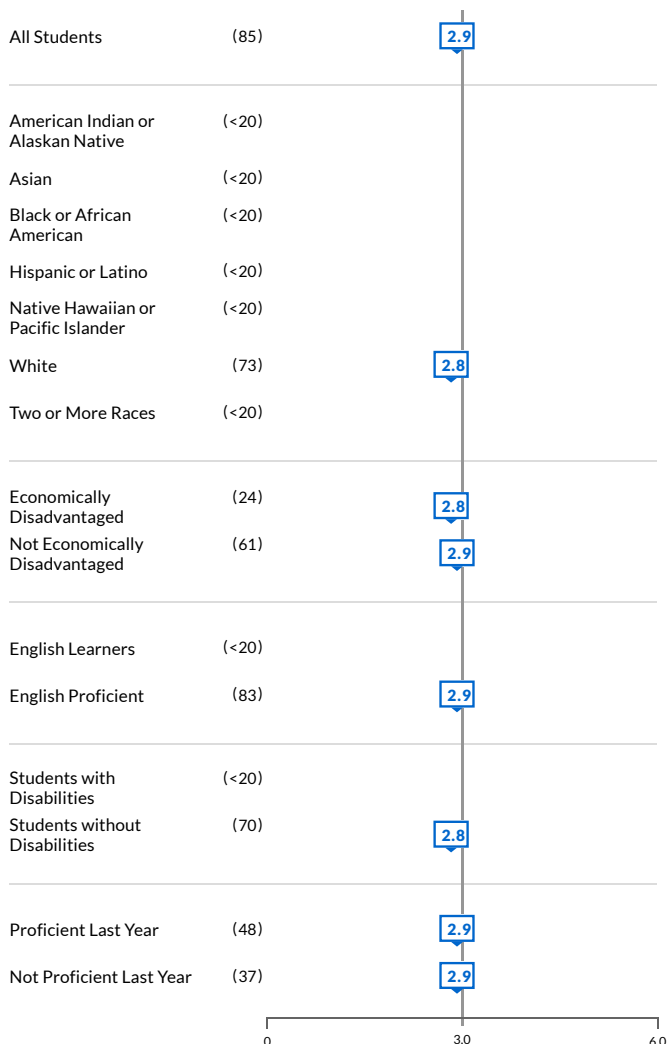 All Students (85) 2.9
American Indian or (<20)
Alaskan Native
Asian (<20)
Black or African (<20)
American
Hispanic or Latino (<20)
Native Hawaiian or (<20)
Pacific Islander
White (73) 2.8
Two or More Races (<20)
Economically (24) 2.8
Disadvantaged
Not Economically (61) 2.9
Disadvantaged
English Learners (<20)
English Proficient (83) 2.9
Students with (<20)
Disabilities
Students without (70) 2.8
Disabilities
Proficient Last Year (48) 2.9
Not Proficient Last Year (37) 2.9
0 3.0 6.0